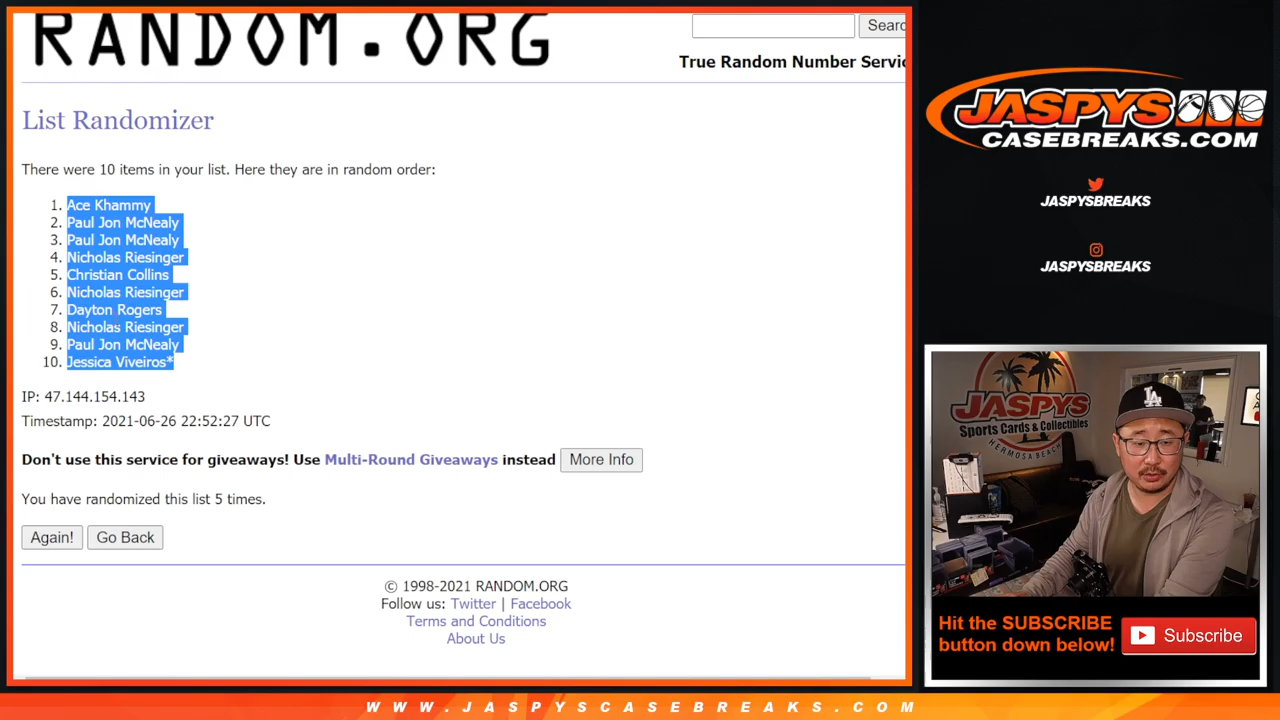 RANDOM.ORG
Searc
True Random Number Servic
List Randomizer
There were 10 items in your list. Here they are in random order:
1. Ace Khammy
2. Paul Jon McNealy
3. Paul Jon McNealy
4. Nicholas Riesinger
5. Christian Collins
6. Nicholas Riesinger
7. Dayton Rogers
8. Nicholas Riesinger
9. Paul Jon McNealy
10. Jessica Viveiros*
IP: 47.144.154.143
Timestamp: 2021-06-26 22:52:27 UTC
Don't use this service for giveaways! Use Multi-Round Giveaways instead More Info
You have randomized this list 5 times.
Again! Go Back
© 1998-2021 RANDOM.ORG
Follow us: Twitter | Facebook
Terms and Conditions
About Us
JASPYS
CASEBREAKS.COM
JASPYSBREAKS
JASPYSBREAKS
JASPYS
Sports Cards & Collectibles
HERMOSA BEACH
LA
Hit the SUBSCRIBE
button down below!
Subscribe
WWW.JASPYSCASEBREAKS.COM